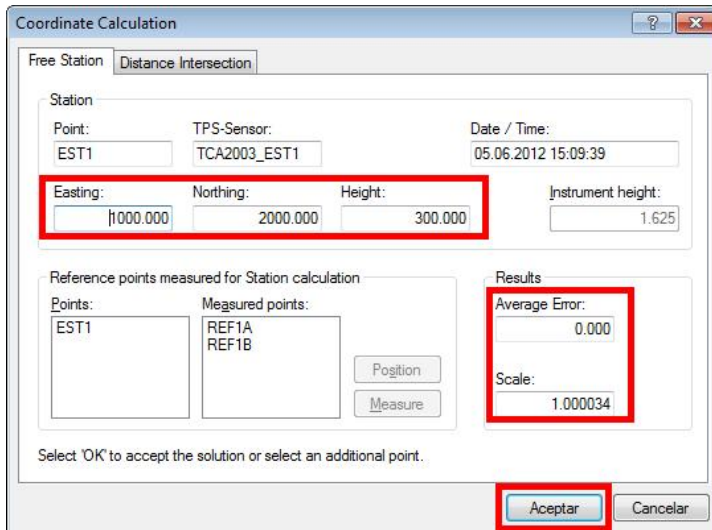 Coordinate Calculation
Free Station Distance Intersection
Station
Point: TPS-Sensor: Date / Time:
EST1 TCA2003_EST1 05.06.2012 15:09:39
Easting: Northing: Height: Instrument height:
1000.000 2000.000 300.000 1.625
Reference points measured for Station calculation Results
Points: Measured points: Average Error:
EST1 REF1A 0.000
REF1B
Position
Scale:
Measure 1.000034
Select 'OK' to accept the solution or select an additional point.
Aceptar Cancelar